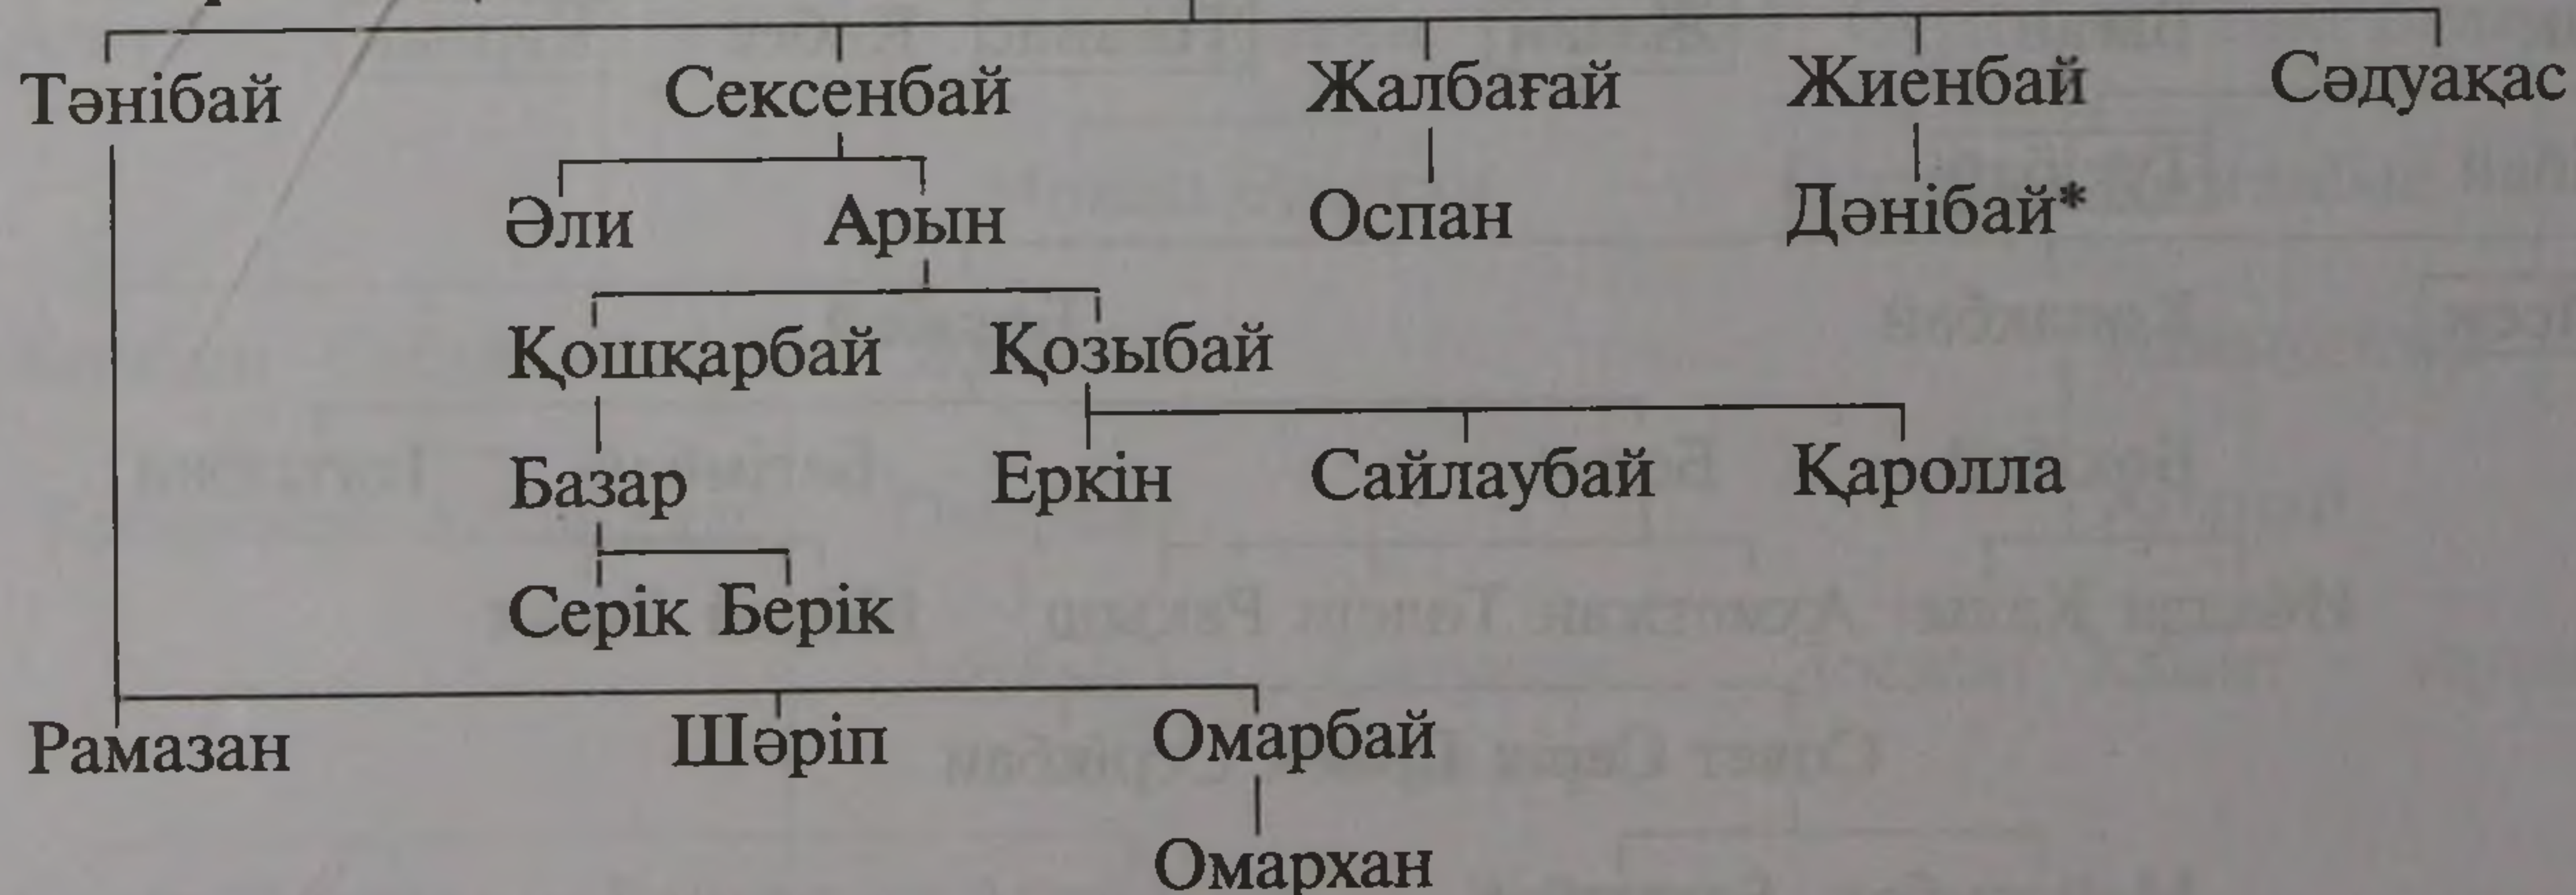 Тәнібай Сексенбай Жалбағай Жиенбай Сәдуақас
Әли Арын Оспан Дәнібай*
Қошқарбай Қозыбай
Базар Еркін Сайлаубай Қаролла
Серік Берік
Рамазан Шәріп Омарбай
Омархан